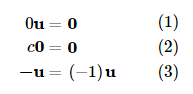 0u = 0 (1)
c0 = 0 (2)
−u = (−1)u (3)